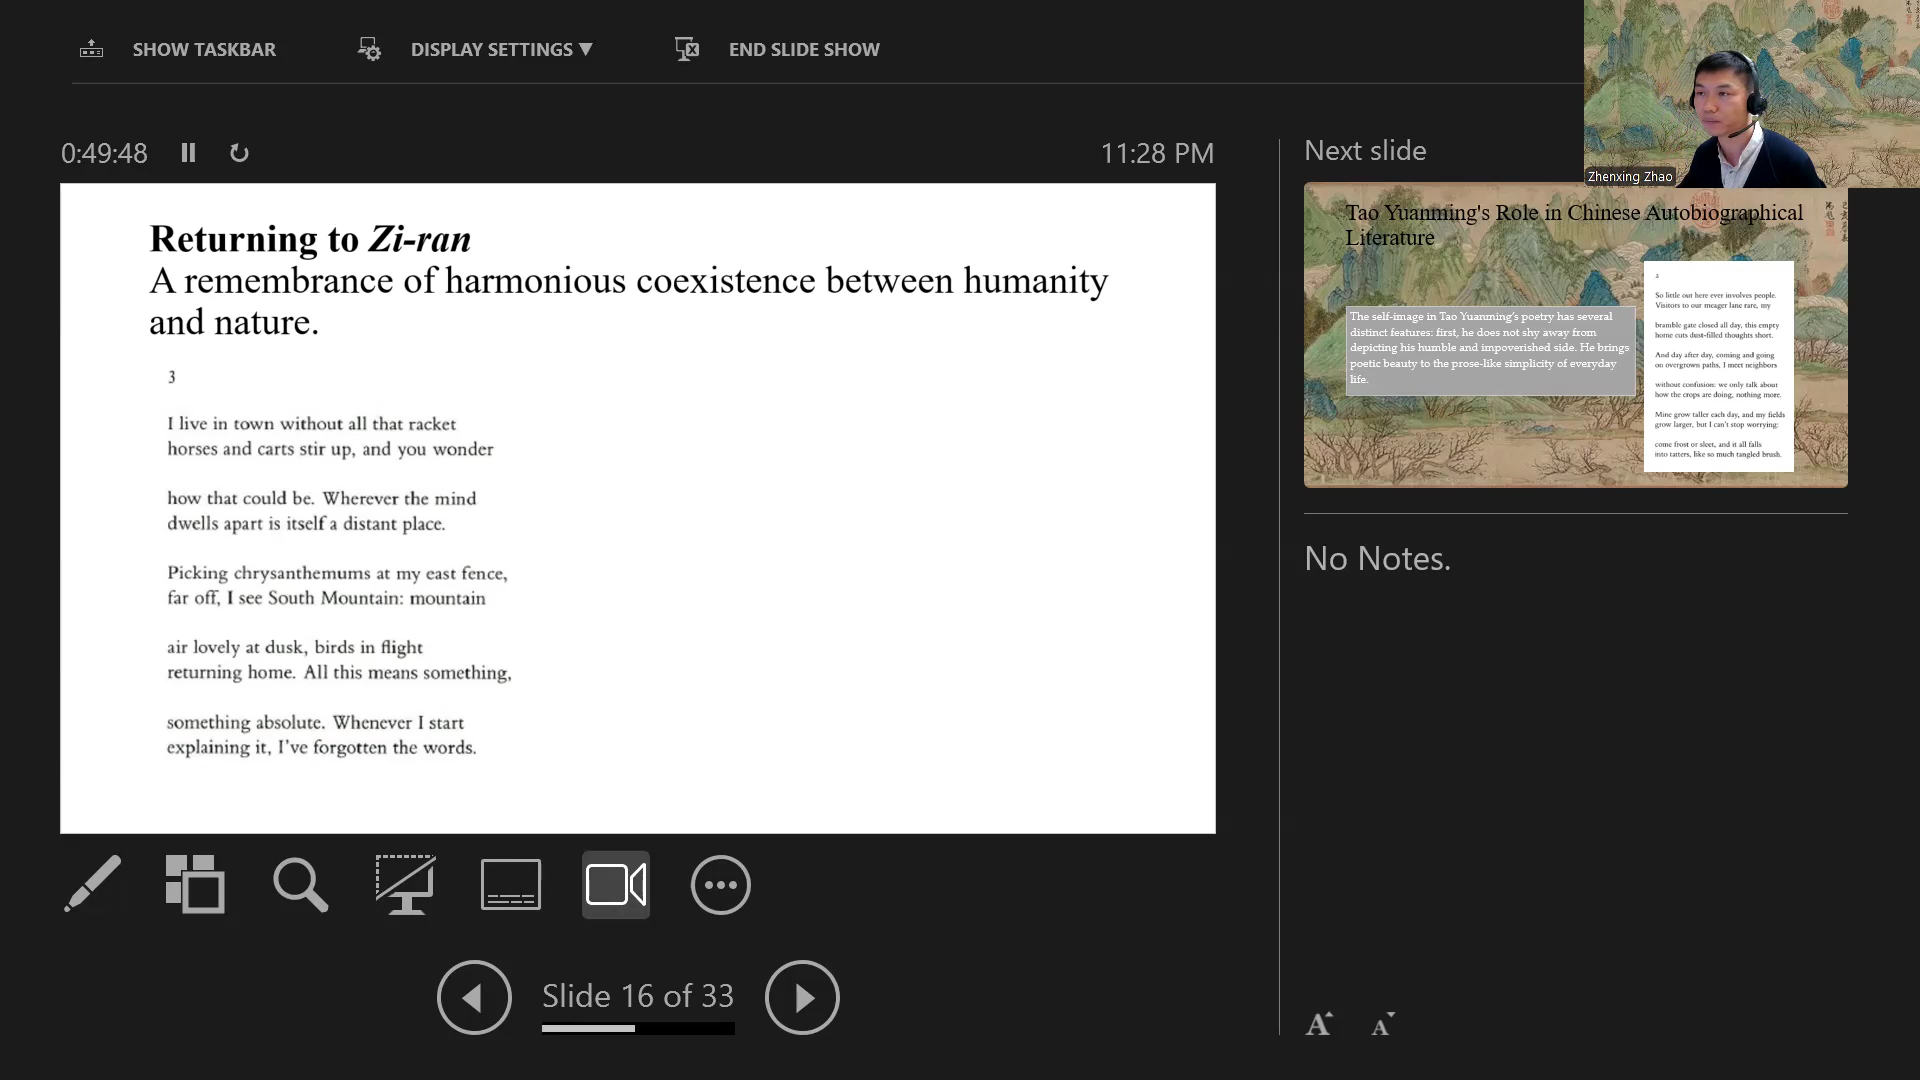 SHOW TASKBAR
DISPLAY SETTINGS ▼
END SLIDE SHOW
Zhenxing Zhao
0:49:48
11:28 PM
Returning to Zi-ran
A remembrance of harmonious coexistence between humanity
and nature.
3
I live in town without all that racket
horses and carts stir up, and you wonder
how that could be. Wherever the mind
dwells apart is itself a distant place.
Picking chrysanthemums at my east fence,
far off, I see South Mountain: mountain
air lovely at dusk, birds in flight
returning home. All this means something,
something absolute. Whenever I start
explaining it, I've forgotten the words.
Slide 16 of 33
Next slide
Tao Yuanming's Role in Chinese Autobiographical
Literature
The self-image in Tao Yuanming's poetry has several
distinct features: first, he does not shy away from
depicting his humble and impoverished side. He brings
poetic beauty to the prose-like simplicity of everyday
life.
2
So little out here ever involves people.
Visitors to our meager lane rare, my
bramble gate closed all day, this empty
home cuts dust-filled thoughts short.
And day after day, coming and going
on overgrown paths, I meet neighbors
without confusion: we only talk about
how the crops are doing, nothing more.
Mine grow taller each day, and my fields
grow larger, but I can't stop worrying:
come frost or sleet, and it all falls
into tatters, like so much tangled brush.
No Notes.
A A